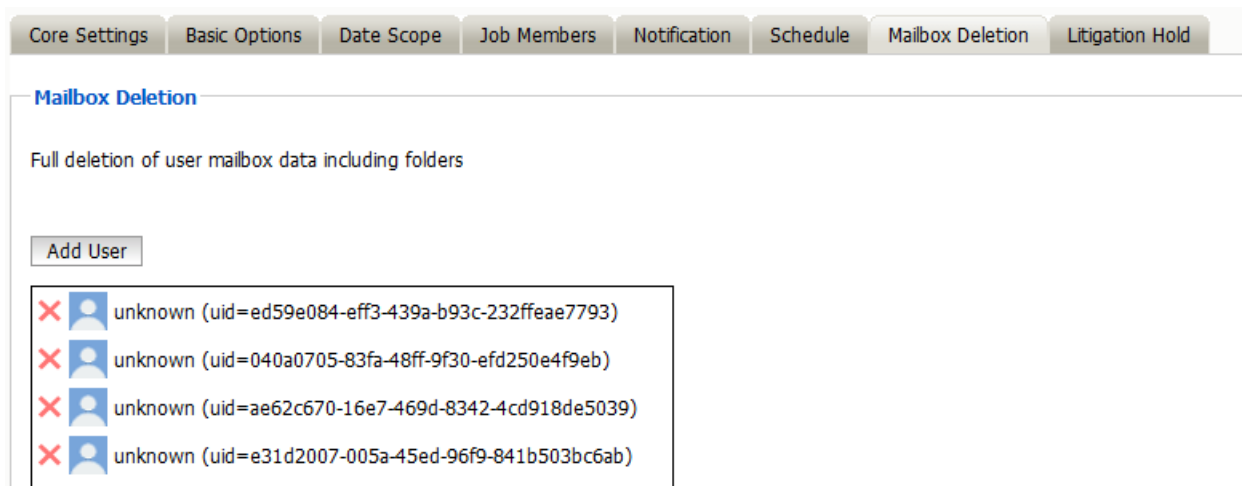 Core Settings Basic Options Date Scope Job Members Notification Schedule Mailbox Deletion Litigation Hold
Mailbox Deletion
Full deletion of user mailbox data including folders
Add User
unknown (uid=ed59e084-eff3-439a-b93c-232ffeae7793)
unknown (uid=040a0705-83fa-48ff-9f30-efd250e4f9eb)
unknown (uid=ae62c670-16e7-469d-8342-4cd918de5039)
unknown (uid=e31d2007-005a-45ed-96f9-841b503bc6ab)